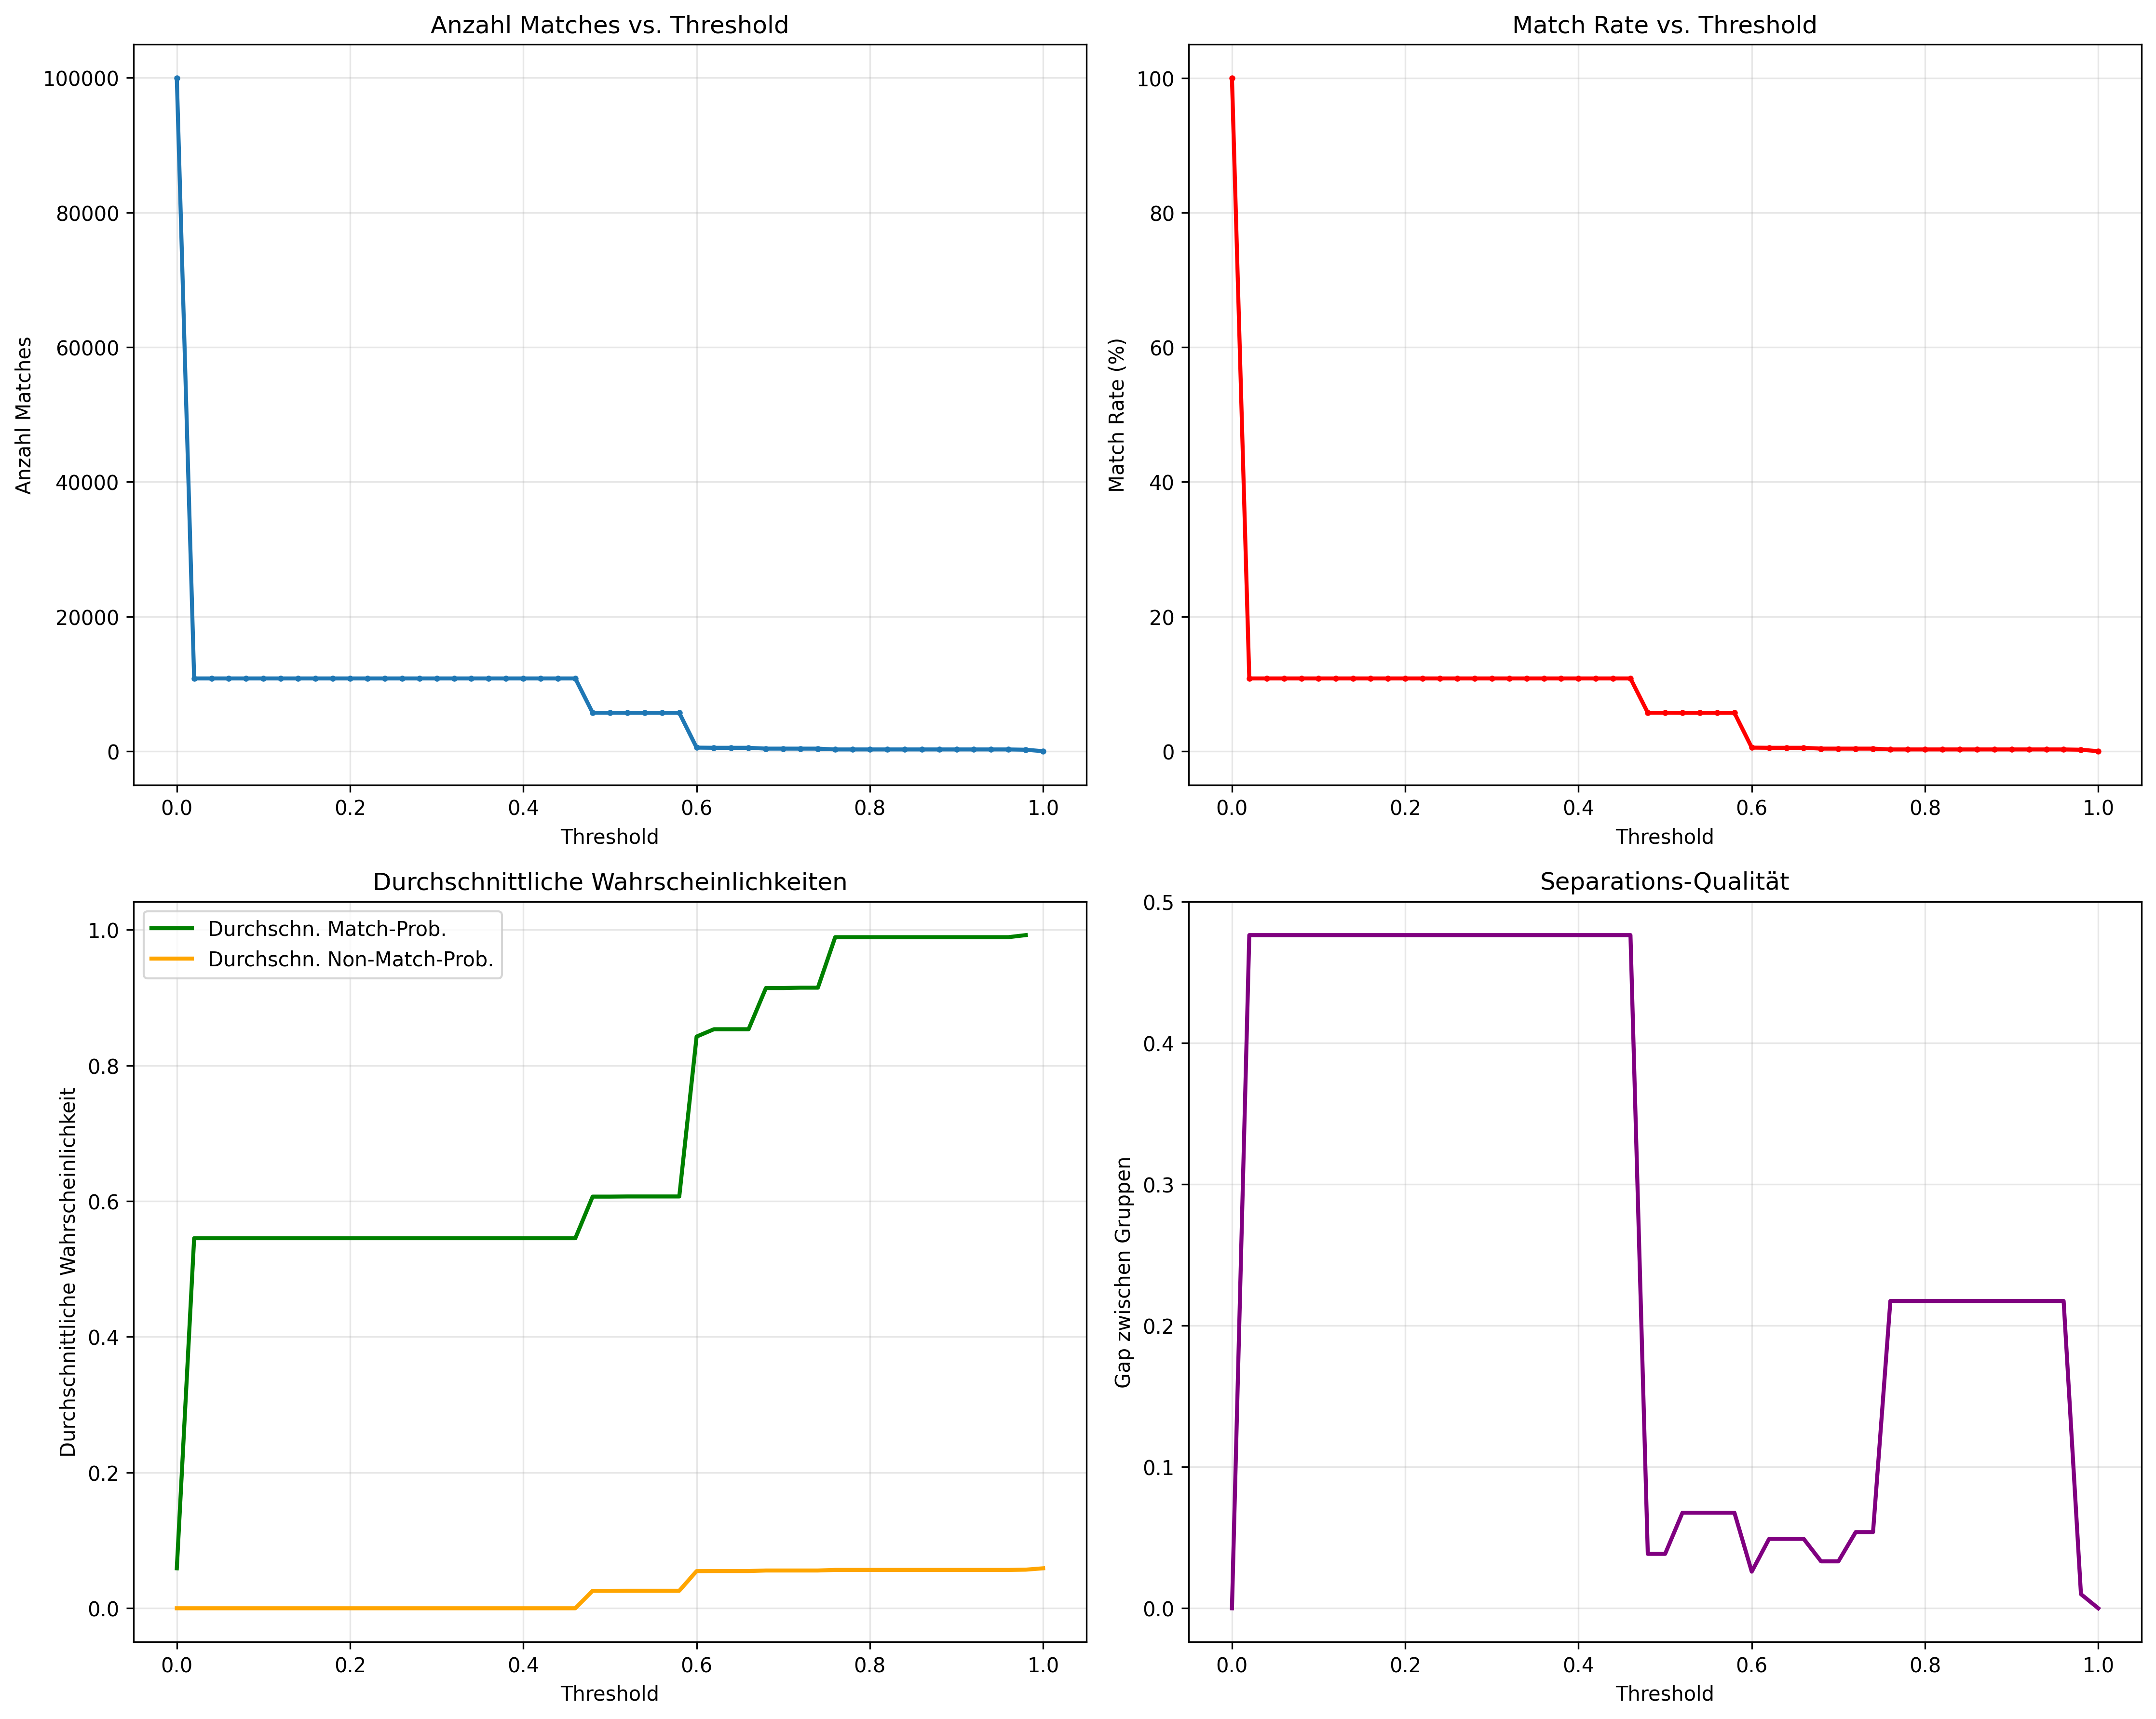 Anzahl Matches vs. Threshold
Anzahl Matches
100000
80000
60000
40000
20000
0
0.0 0.2 0.4 0.6 0.8 1.0
Threshold
Match Rate vs. Threshold
Match Rate (%)
100
80
60
40
20
0
0.0 0.2 0.4 0.6 0.8 1.0
Threshold
Durchschnittliche Wahrscheinlichkeiten
Durchschnittliche Wahrscheinlichkeit
Durchschn. Match-Prob.
Durchschn. Non-Match-Prob.
1.0
0.8
0.6
0.4
0.2
0.0
0.0 0.2 0.4 0.6 0.8 1.0
Threshold
Separations-Qualität
Gap zwischen Gruppen
0.5
0.4
0.3
0.2
0.1
0.0
0.0 0.2 0.4 0.6 0.8 1.0
Threshold